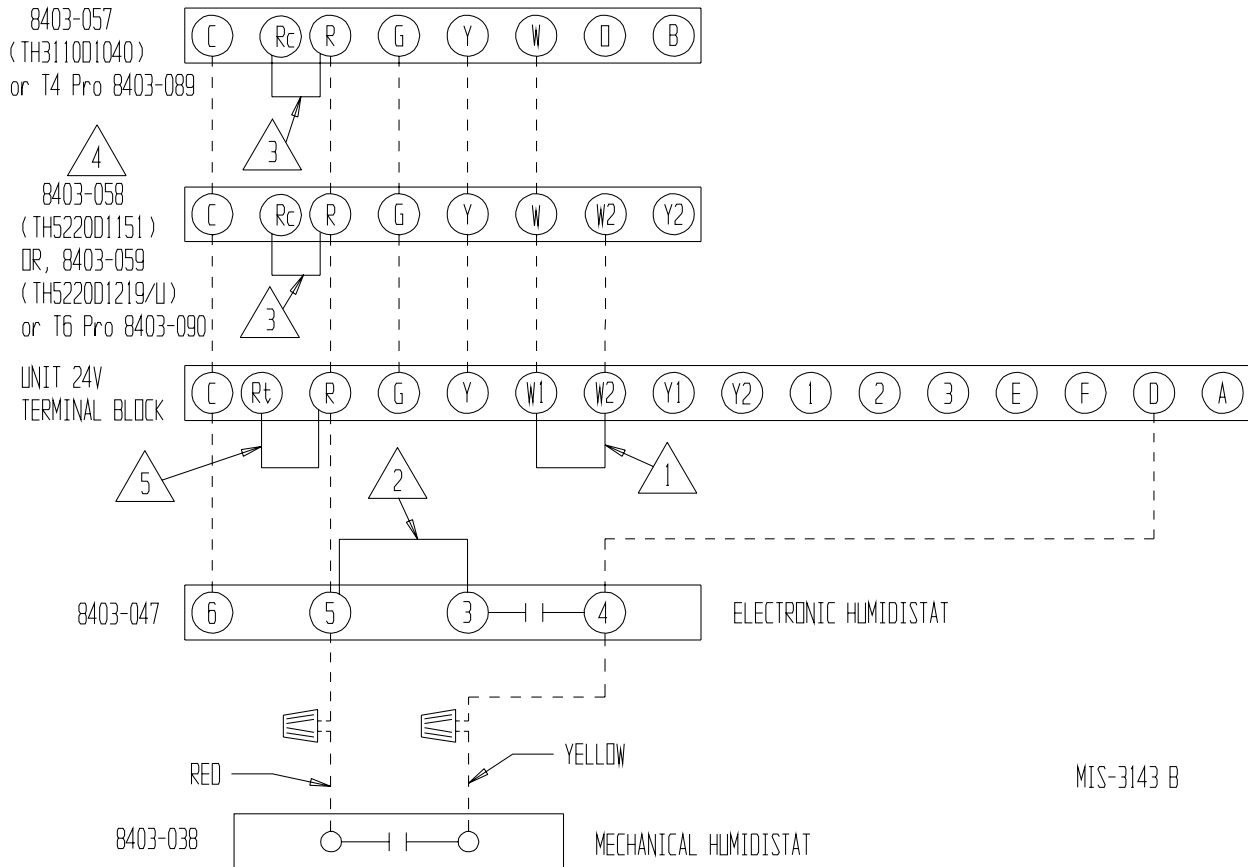 8403-057
(TH3110D1040)
or T4 Pro 8403-089
C Rc R G Y W O B
3
4
8403-058
(TH5220D1151)
OR, 8403-059
(TH5220D1219/U)
or T6 Pro 8403-090
C Rc R G Y W W2 Y2
3
UNIT 24V
TERMINAL BLOCK
C Rt R G Y W1 W2 Y1 Y2 1 2 3 E F D A
5
2
1
8403-047
6 5 3 4
ELECTRONIC HUMIDISTAT
RED
YELLOW
MIS-3143 B
8403-038
MECHANICAL HUMIDISTAT